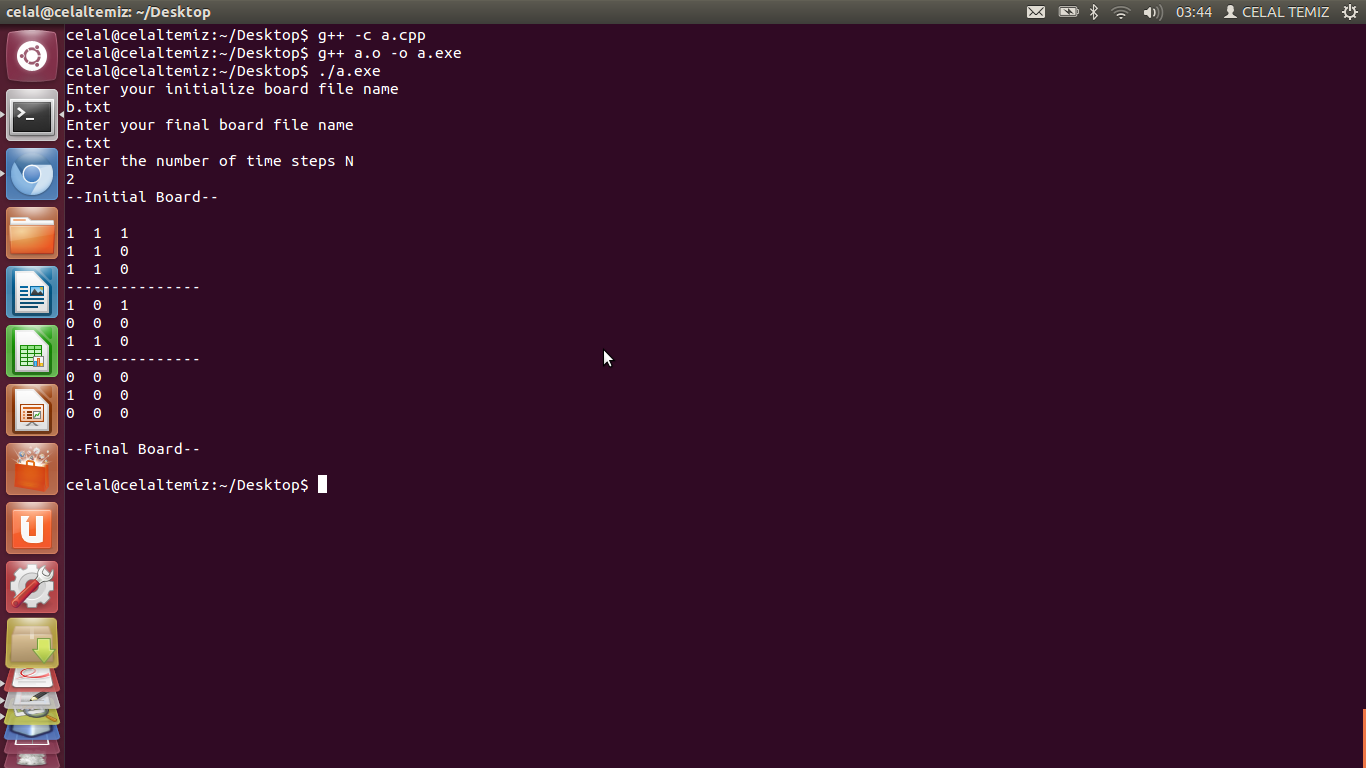 celal@celaltemiz: ~/Desktop
03:44 CELAL TEMIZ
celal@celaltemiz:~/Desktop$ g++ -c a.cpp
celal@celaltemiz:~/Desktop$ g++ a.o -o a.exe
celal@celaltemiz:~/Desktop$ ./a.exe
Enter your initialize board file name
b.txt
Enter your final board file name
c.txt
Enter the number of time steps N
2
--Initial Board--
1  1  1
1  1  0
1  1  0
---------------
1  0  1
0  0  0
1  1  0
---------------
0  0  0
1  0  0
0  0  0
--Final Board--
celal@celaltemiz:~/Desktop$